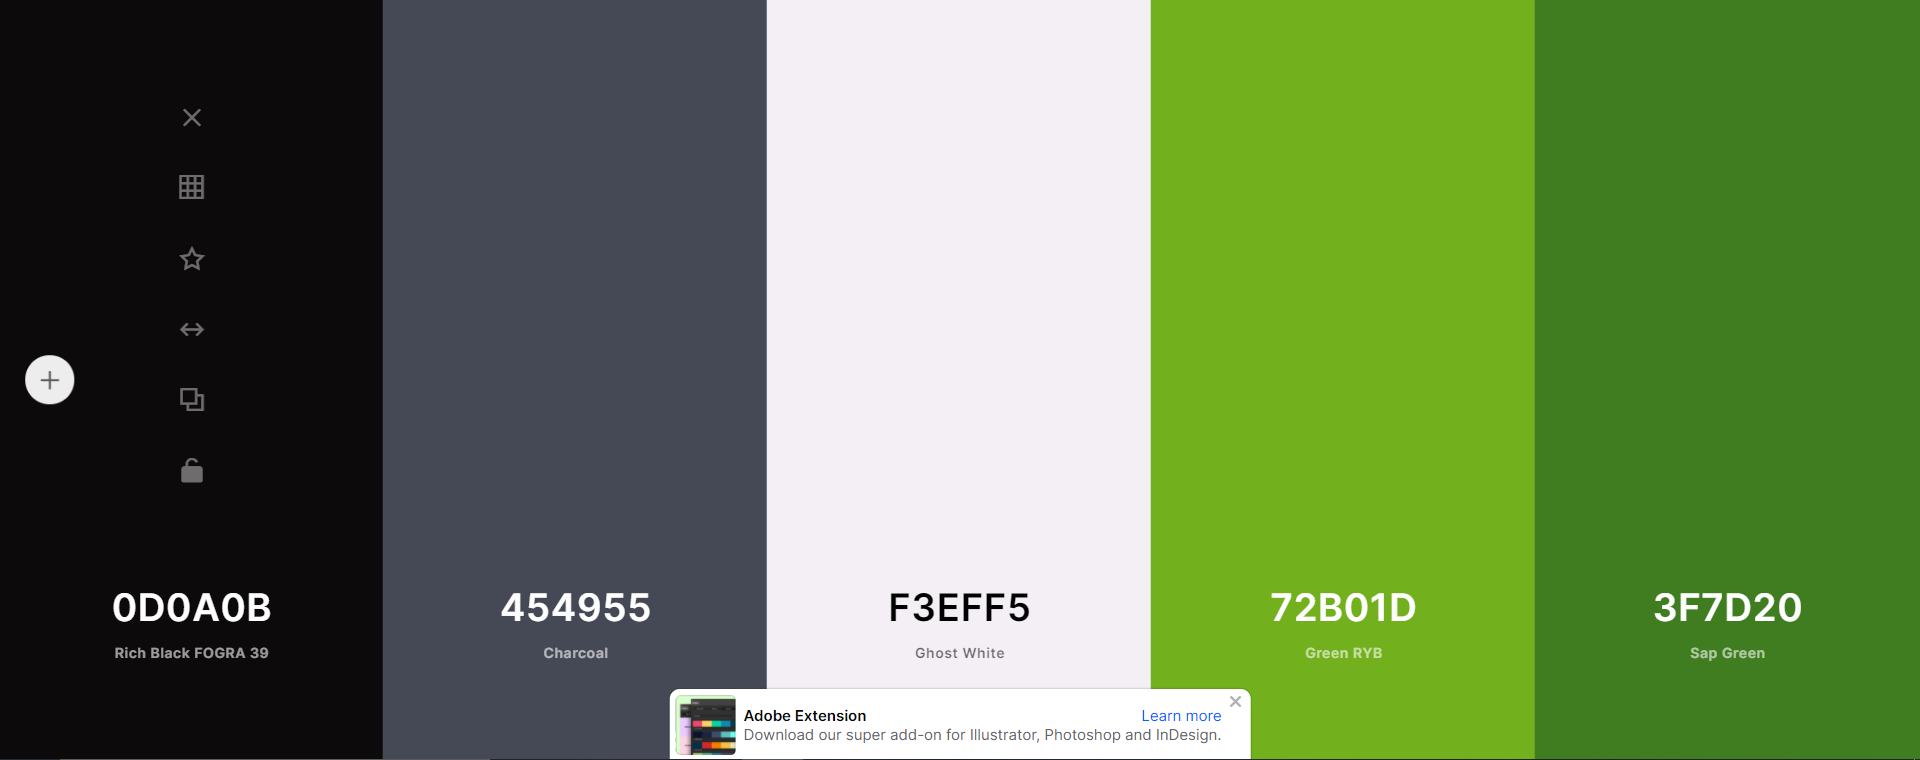 0D0A0B
Rich Black FOGRA 39
454955
Charcoal
F3EFF5
Ghost White
72B01D
Green RYB
3F7D20
Sap Green
Adobe Extension
Learn more
Download our super add-on for Illustrator, Photoshop and InDesign.